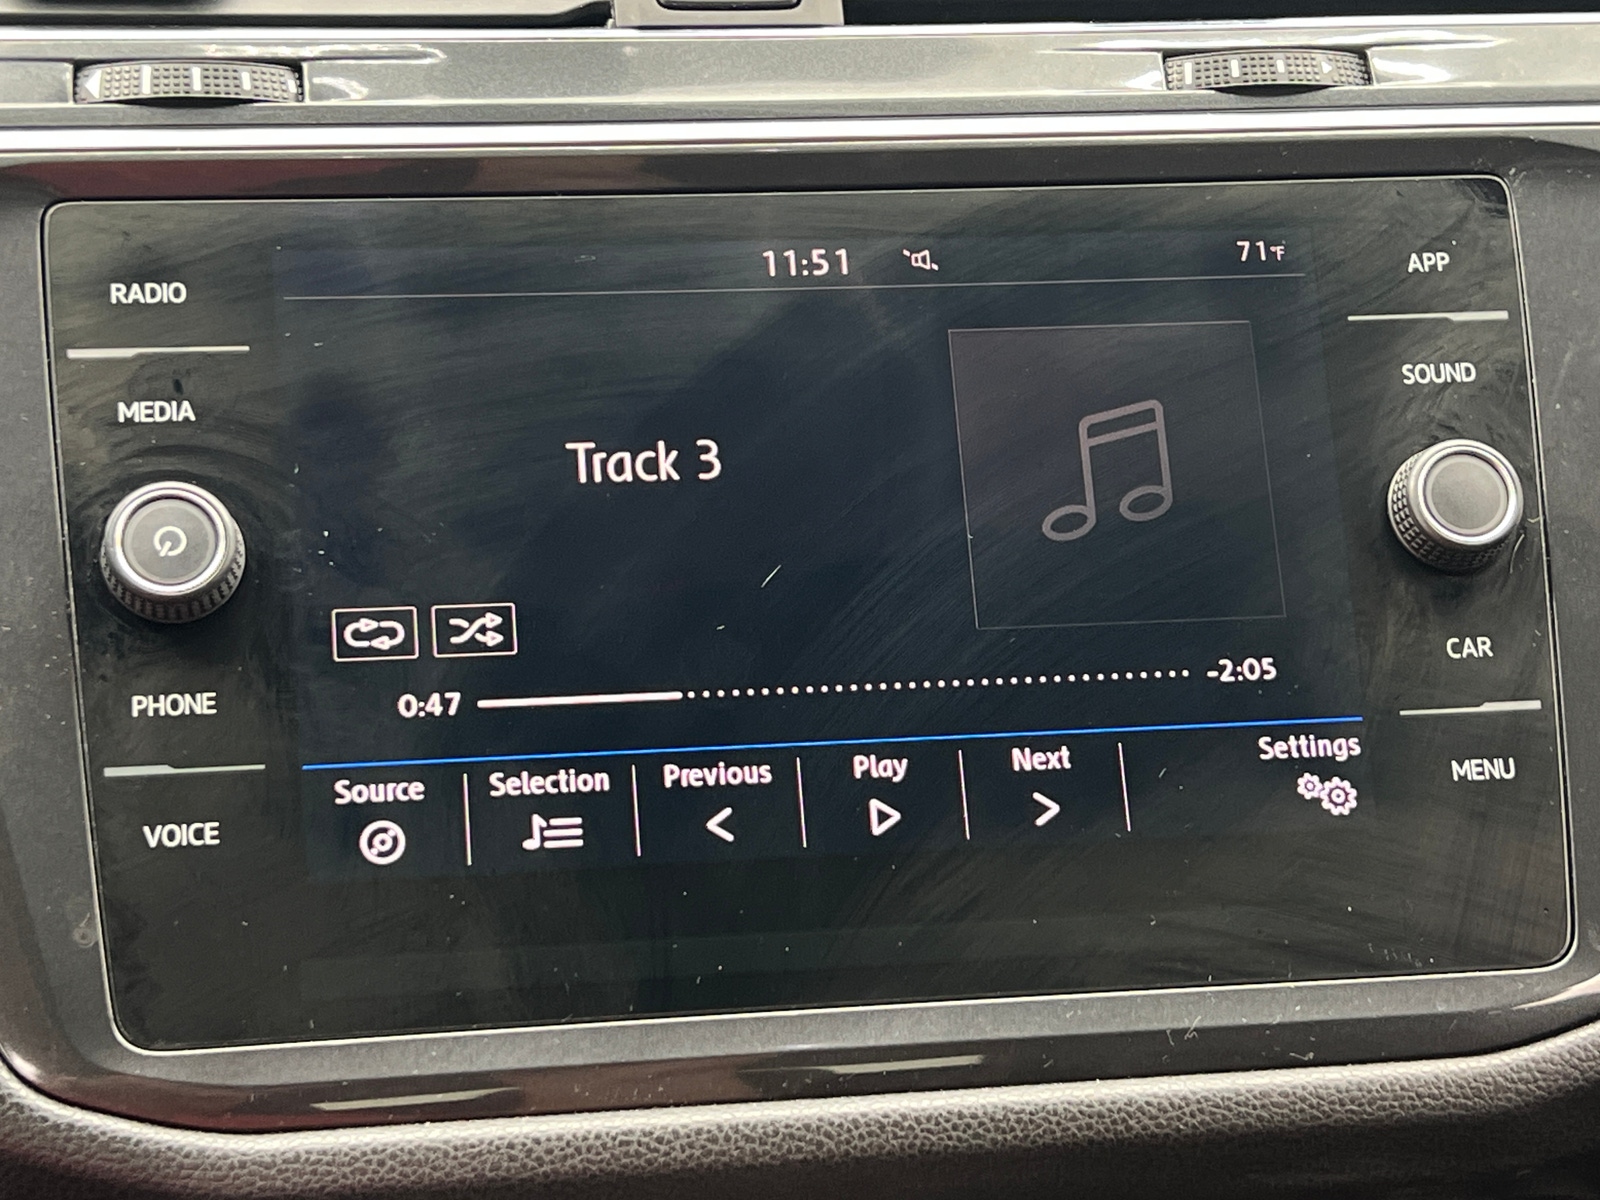 11:51
71°F
RADIO
MEDIA
PHONE
VOICE
APP
SOUND
CAR
MENU
Track 3
0:47
-2:05
Source
Selection
Previous
Play
Next
Settings